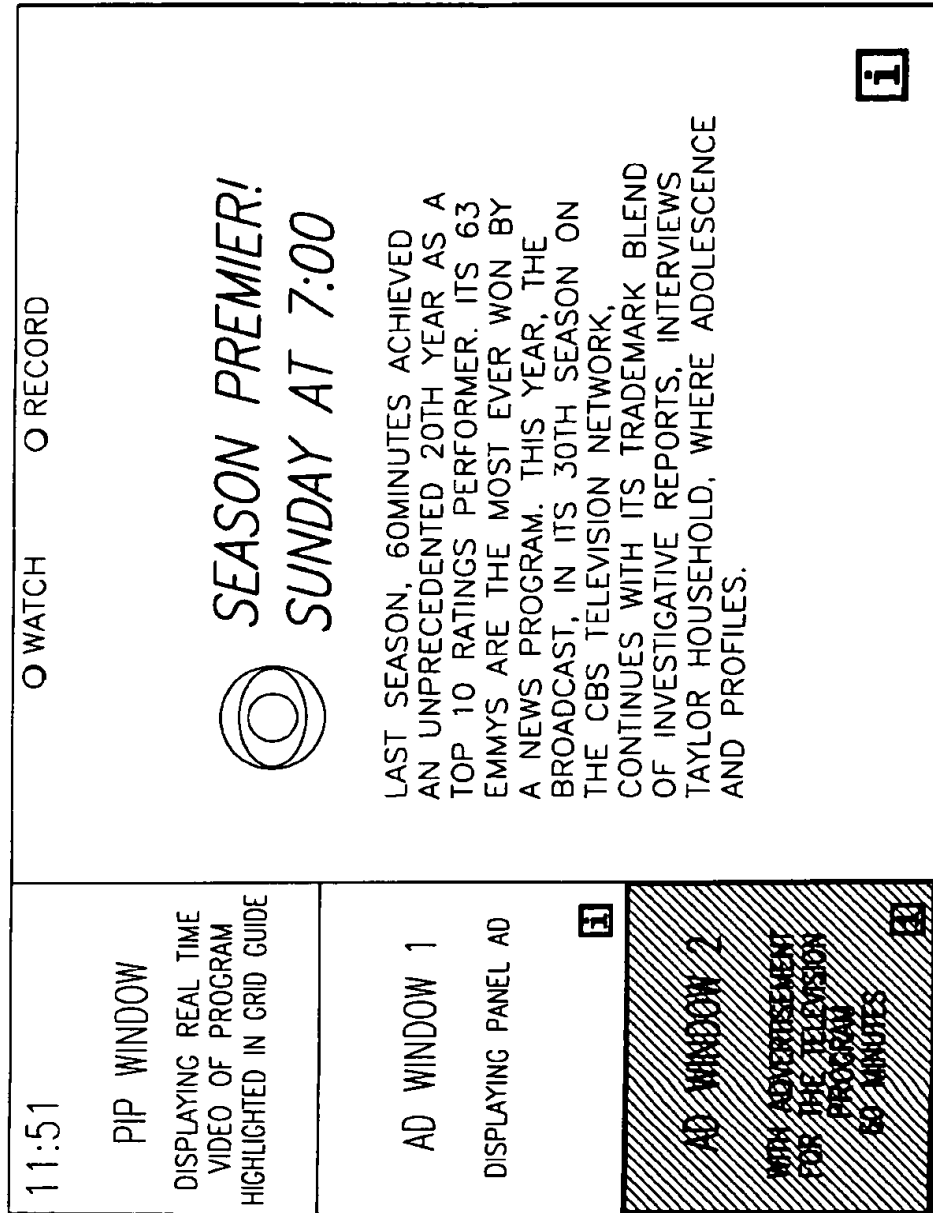 11:51
○ WATCH
○ RECORD
PIP WINDOW
DISPLAYING REAL TIME
VIDEO OF PROGRAM
HIGHLIGHTED IN GRID GUIDE
AD WINDOW 1
DISPLAYING PANEL AD
i
AD WINDOW 2
WITH ADVERTISEMENT
FOR THE TELEVISION
PROGRAM
60 MINUTES
i
SEASON PREMIER!
SUNDAY AT 7:00
LAST SEASON, 60MINUTES ACHIEVED
AN UNPRECEDENTED 20TH YEAR AS A
TOP 10 RATINGS PERFORMER. ITS 63
EMMYS ARE THE MOST EVER WON BY
A NEWS PROGRAM. THIS YEAR, THE
BROADCAST, IN ITS 30TH SEASON ON
THE CBS TELEVISION NETWORK,
CONTINUES WITH ITS TRADEMARK BLEND
OF INVESTIGATIVE REPORTS, INTERVIEWS
TAYLOR HOUSEHOLD, WHERE ADOLESCENCE
AND PROFILES.
i